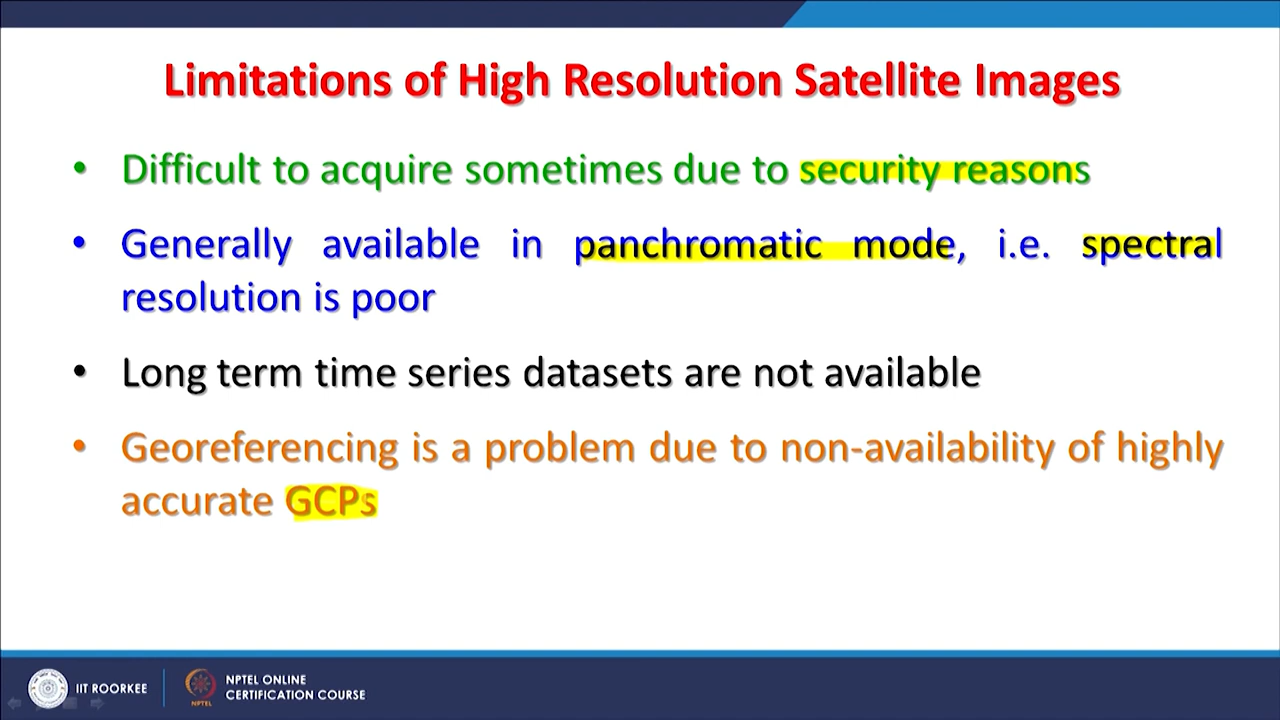 Limitations of High Resolution Satellite Images
• Difficult to acquire sometimes due to security reasons
• Generally available in panchromatic mode, i.e. spectral
resolution is poor
• Long term time series datasets are not available
• Georeferencing is a problem due to non-availability of highly
accurate GCPs
IIT ROORKEE
NPTEL
NPTEL ONLINE
CERTIFICATION COURSE